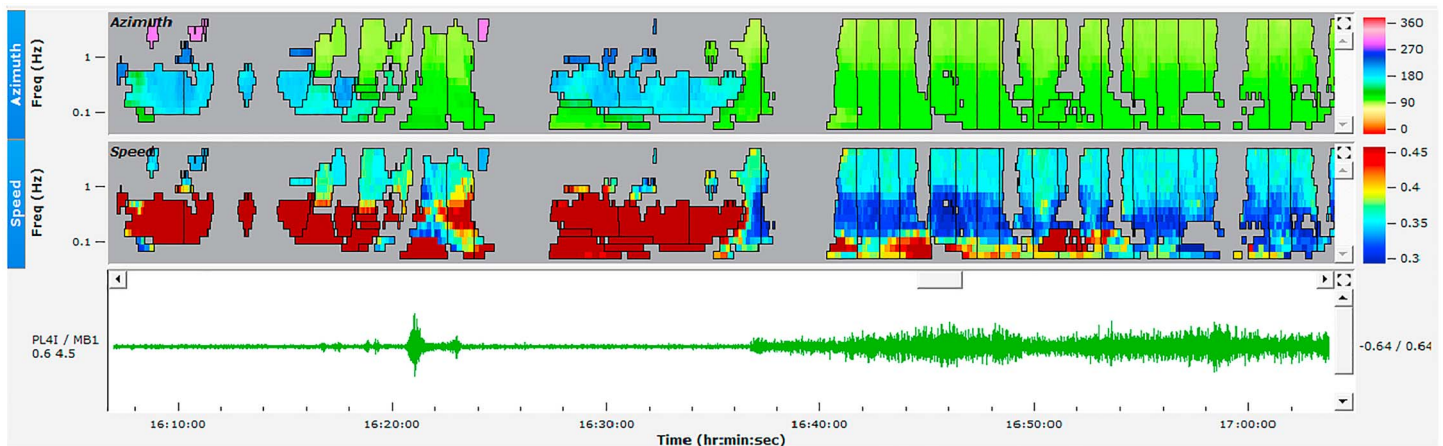 Azimuth
Azimuth
Freq (Hz)
1
0.1
360
270
180
90
0
Speed
Speed
Freq (Hz)
1
0.1
0.45
0.4
0.35
0.3
PL4I / MB1
0.6 4.5
-0.64 / 0.64
16:10:00
16:20:00
16:30:00
16:40:00
16:50:00
17:00:00
Time (hr:min:sec)